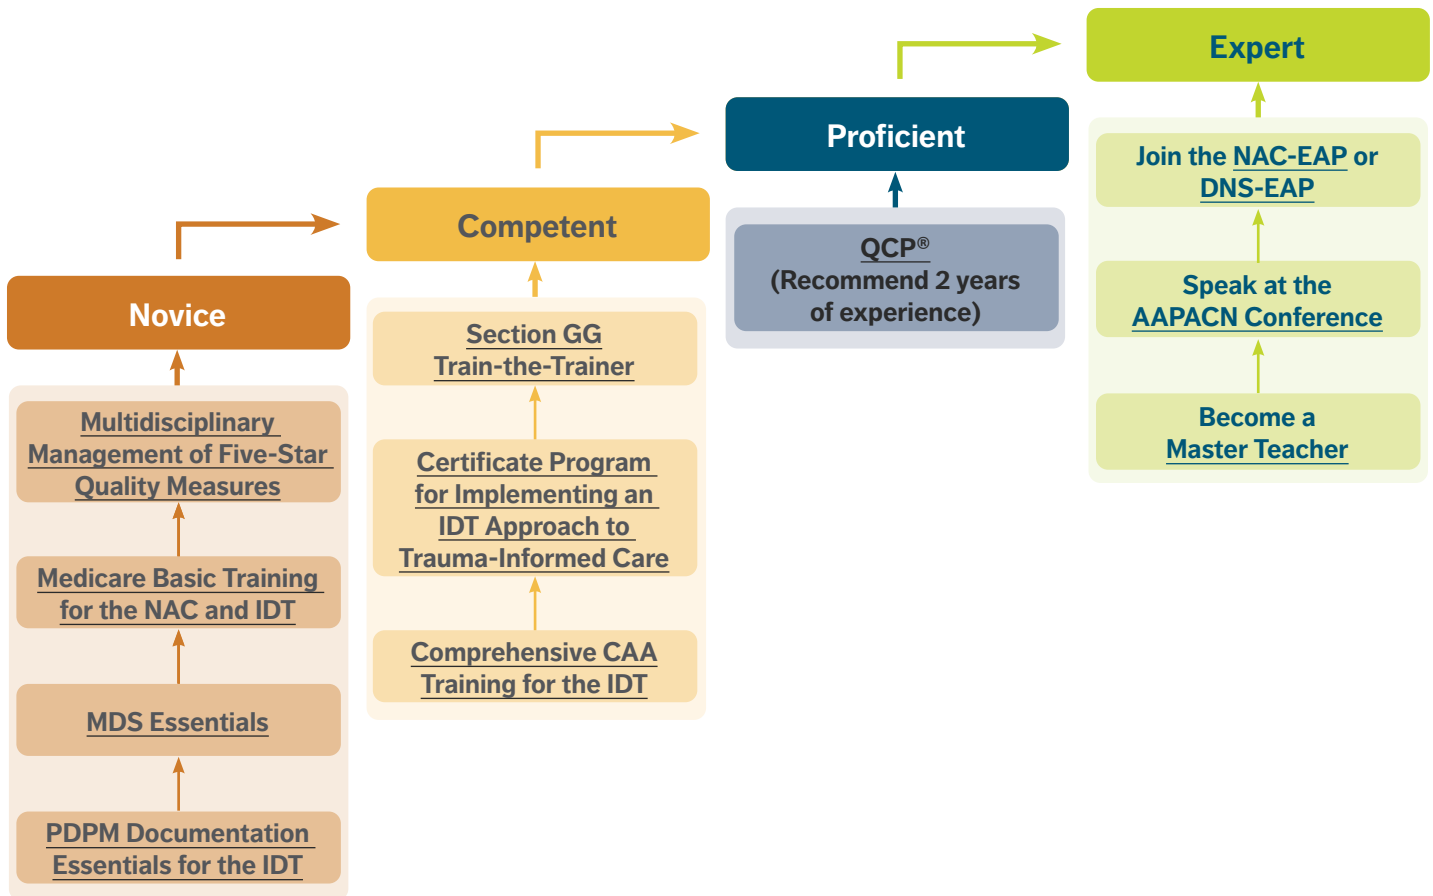 Novice
Multidisciplinary
Management of Five-Star
Quality Measures
Medicare Basic Training
for the NAC and IDT
MDS Essentials
PDPM Documentation
Essentials for the IDT
Competent
Section GG
Train-the-Trainer
Certificate Program
for Implementing an
IDT Approach to
Trauma-Informed Care
Comprehensive CAA
Training for the IDT
Proficient
QCP®
(Recommend 2 years
of experience)
Expert
Join the NAC-EAP or
DNS-EAP
Speak at the
AAPACN Conference
Become a
Master Teacher